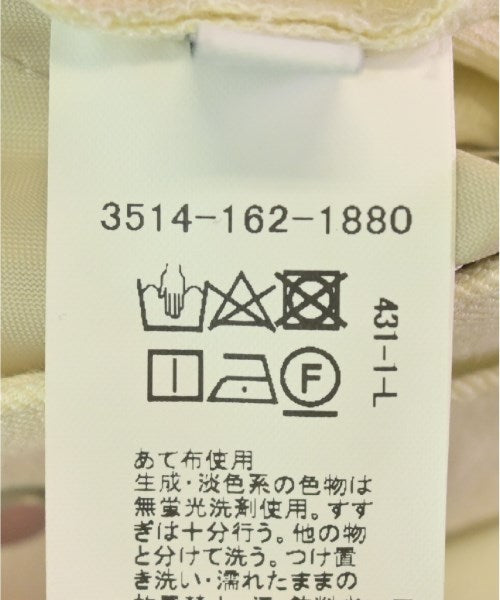 3514-162-1880
431-1-L
F
あて布使用
生成・淡色系の色物は
無蛍光洗剤使用。すす
ぎは十分行う。他の物
と分けて洗う。つけ置
き洗い・濡れたままの